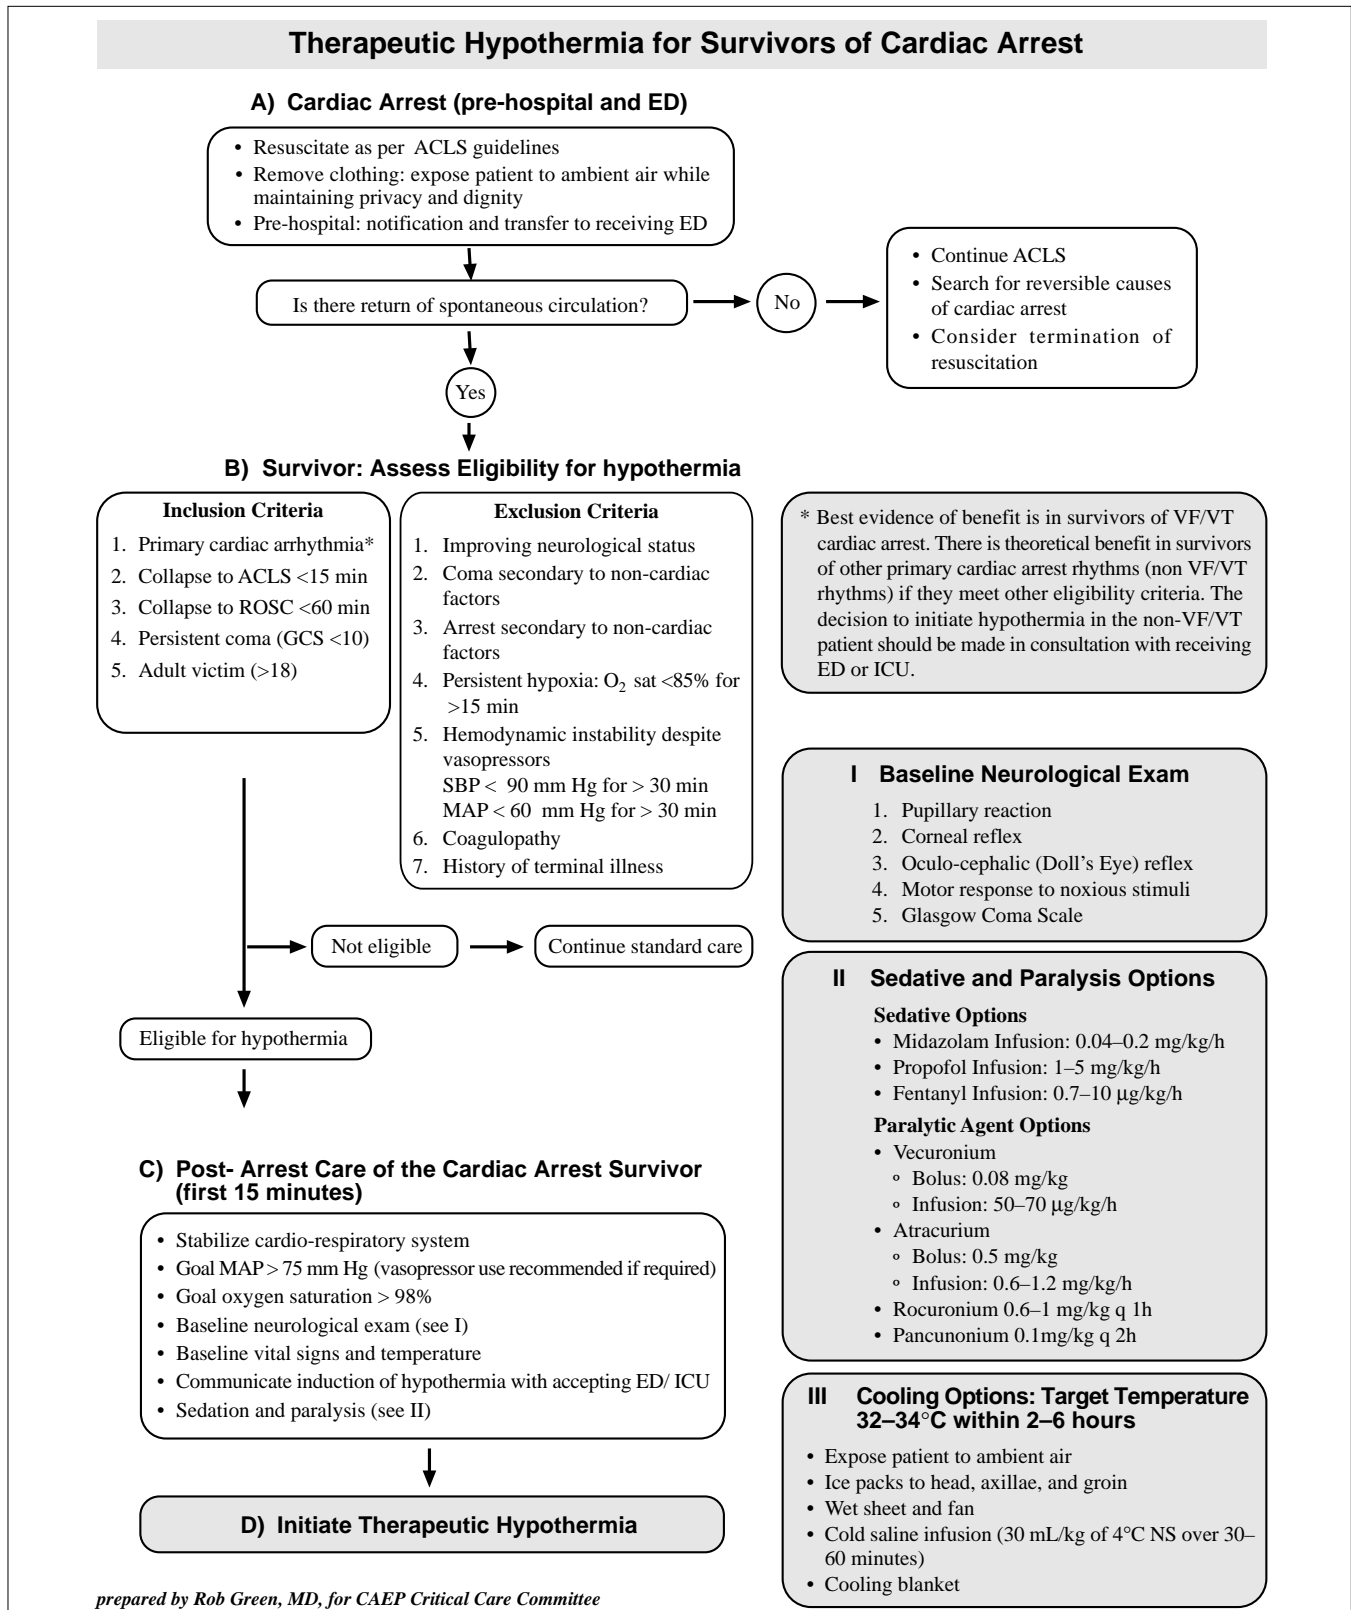 Therapeutic Hypothermia for Survivors of Cardiac Arrest
A) Cardiac Arrest (pre-hospital and ED)
• Resuscitate as per ACLS guidelines
• Remove clothing: expose patient to ambient air while
maintaining privacy and dignity
• Pre-hospital: notification and transfer to receiving ED
Is there return of spontaneous circulation?
No
• Continue ACLS
• Search for reversible causes
of cardiac arrest
• Consider termination of
resuscitation
Yes
B) Survivor: Assess Eligibility for hypothermia
Inclusion Criteria
1. Primary cardiac arrhythmia*
2. Collapse to ACLS <15 min
3. Collapse to ROSC <60 min
4. Persistent coma (GCS <10)
5. Adult victim (>18)
Exclusion Criteria
1. Improving neurological status
2. Coma secondary to non-cardiac
factors
3. Arrest secondary to non-cardiac
factors
4. Persistent hypoxia: O₂ sat <85% for
>15 min
5. Hemodynamic instability despite
vasopressors
SBP < 90 mm Hg for > 30 min
MAP < 60 mm Hg for > 30 min
6. Coagulopathy
7. History of terminal illness
* Best evidence of benefit is in survivors of VF/VT
cardiac arrest. There is theoretical benefit in survivors
of other primary cardiac arrest rhythms (non VF/VT
rhythms) if they meet other eligibility criteria. The
decision to initiate hypothermia in the non-VF/VT
patient should be made in consultation with receiving
ED or ICU.
Not eligible
Continue standard care
Eligible for hypothermia
C) Post- Arrest Care of the Cardiac Arrest Survivor
(first 15 minutes)
• Stabilize cardio-respiratory system
• Goal MAP > 75 mm Hg (vasopressor use recommended if required)
• Goal oxygen saturation > 98%
• Baseline neurological exam (see I)
• Baseline vital signs and temperature
• Communicate induction of hypothermia with accepting ED/ ICU
• Sedation and paralysis (see II)
D) Initiate Therapeutic Hypothermia
I Baseline Neurological Exam
1. Pupillary reaction
2. Corneal reflex
3. Oculo-cephalic (Doll's Eye) reflex
4. Motor response to noxious stimuli
5. Glasgow Coma Scale
II Sedative and Paralysis Options
Sedative Options
• Midazolam Infusion: 0.04–0.2 mg/kg/h
• Propofol Infusion: 1–5 mg/kg/h
• Fentanyl Infusion: 0.7–10 µg/kg/h
Paralytic Agent Options
• Vecuronium
o Bolus: 0.08 mg/kg
o Infusion: 50–70 µg/kg/h
• Atracurium
o Bolus: 0.5 mg/kg
o Infusion: 0.6–1.2 mg/kg/h
• Rocuronium 0.6–1 mg/kg q 1h
• Pancunonium 0.1mg/kg q 2h
III Cooling Options: Target Temperature
32–34°C within 2–6 hours
• Expose patient to ambient air
• Ice packs to head, axillae, and groin
• Wet sheet and fan
• Cold saline infusion (30 mL/kg of 4°C NS over 30–
60 minutes)
• Cooling blanket
prepared by Rob Green, MD, for CAEP Critical Care Committee